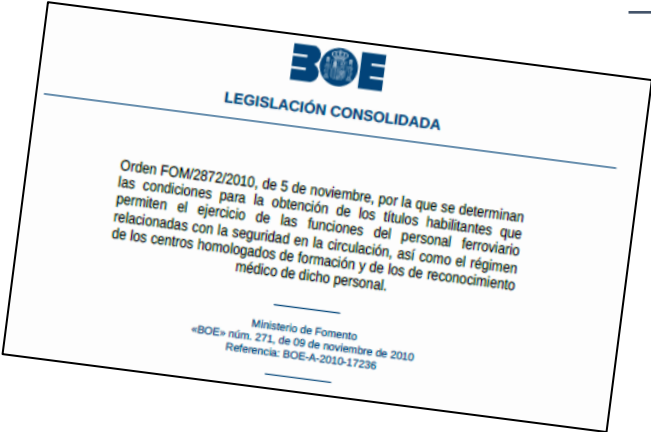 BOE
LEGISLACIÓN CONSOLIDADA
Orden FOM/2872/2010, de 5 de noviembre, por la que se determinan
las condiciones para la obtención de los títulos habilitantes que
permiten el ejercicio de las funciones del personal ferroviario
relacionadas con la seguridad en la circulación, así como el régimen
de los centros homologados de formación y de los de reconocimiento
médico de dicho personal.
Ministerio de Fomento
«BOE» núm. 271, de 09 de noviembre de 2010
Referencia: BOE-A-2010-17236